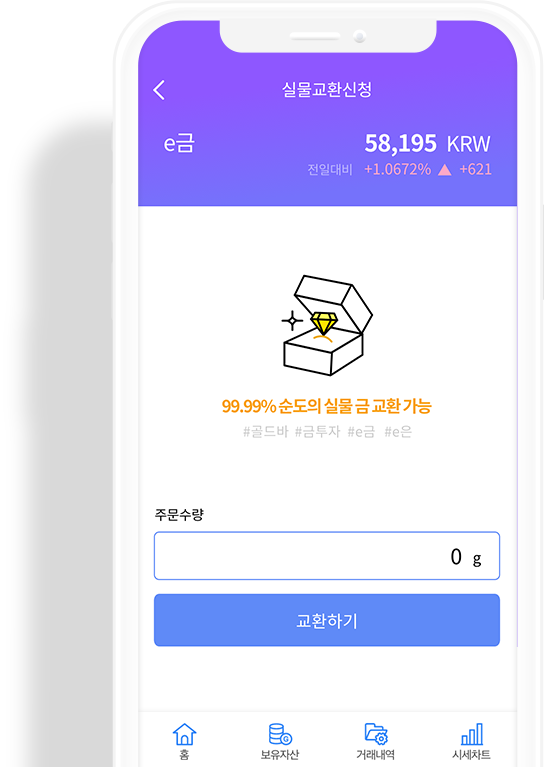 실물교환신청
e금
58,195 KRW
전일대비 +1.0672% ▲ +621
99.99% 순도의 실물 금 교환 가능
#골드바 #금투자 #e금 #e은
주문수량
0 g
교환하기
홈 보유자산 거래내역 시세차트